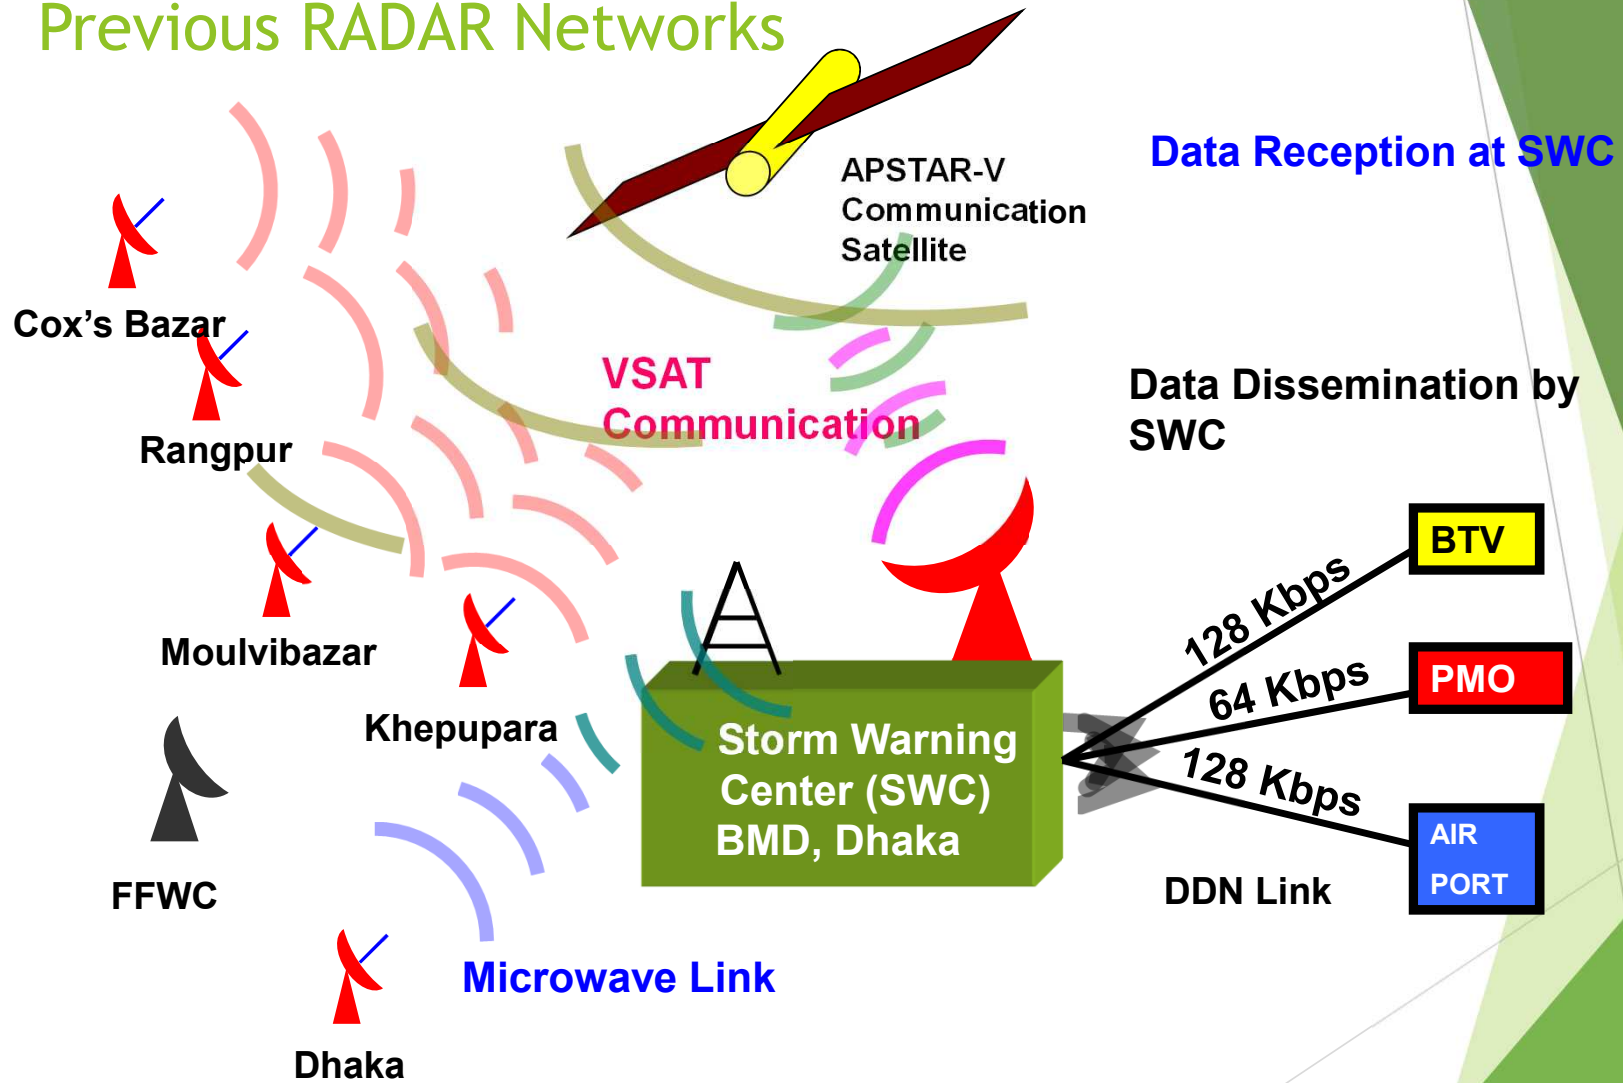 Previous RADAR Networks
APSTAR-V
Communication
Satellite
Data Reception at SWC
Cox’s Bazar
Rangpur
VSAT
Communication
Data Dissemination by
SWC
Moulvibazar
Khepupara
FFWC
Dhaka
Microwave Link
Storm Warning
Center (SWC)
BMD, Dhaka
128 Kbps
64 Kbps
128 Kbps
DDN Link
BTV
PMO
AIR
PORT